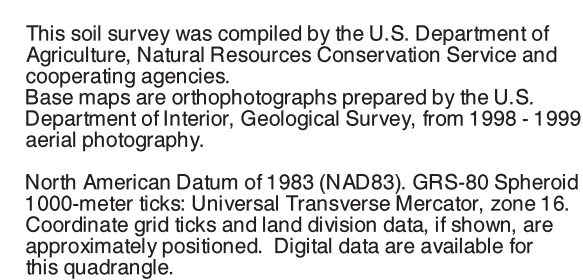 This soil survey was compiled by the U.S. Department of
Agriculture, Natural Resources Conservation Service and
cooperating agencies.
Base maps are orthophotographs prepared by the U.S.
Department of Interior, Geological Survey, from 1998 - 1999
aerial photography.
North American Datum of 1983 (NAD83). GRS-80 Spheroid
1000-meter ticks: Universal Transverse Mercator, zone 16.
Coordinate grid ticks and land division data, if shown, are
approximately positioned.  Digital data are available for
this quadrangle.